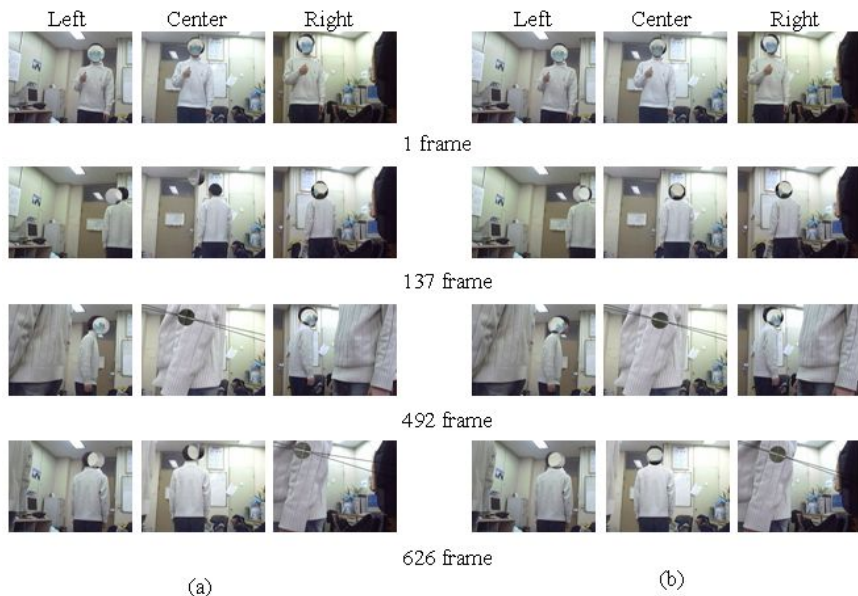 Left Center Right Left Center Right
1 frame
137 frame
492 frame
626 frame
(a) (b)